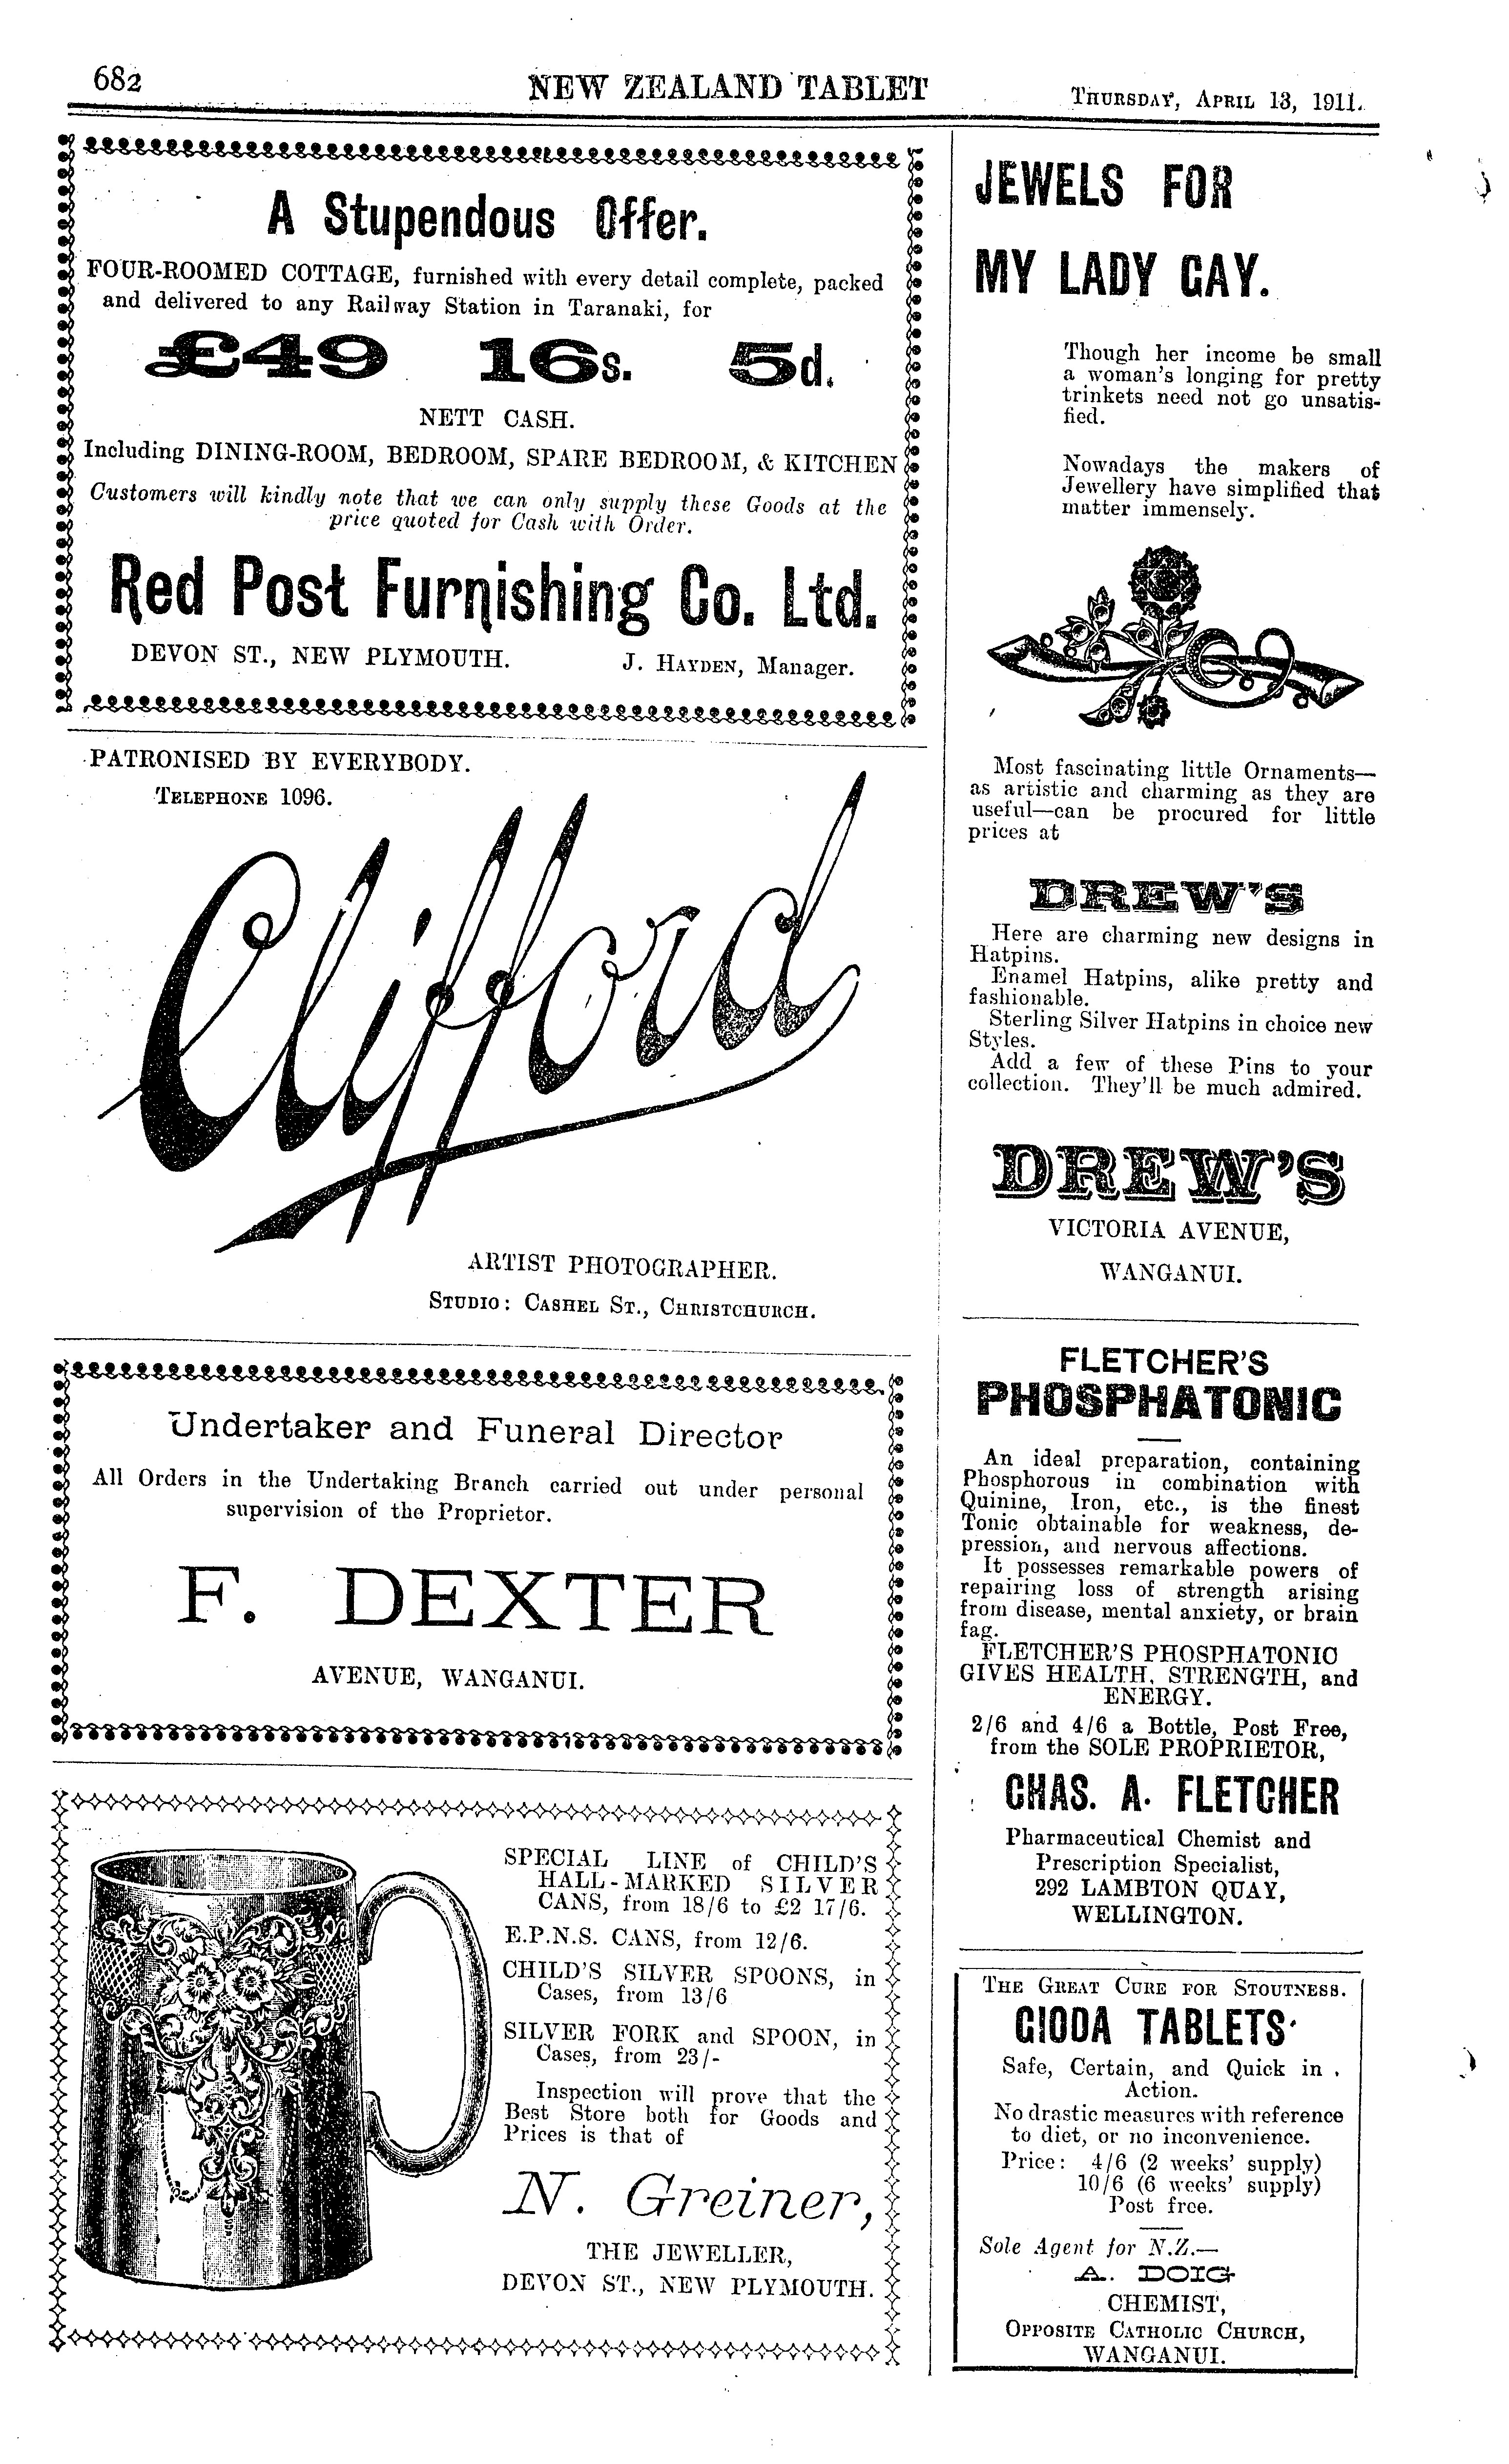 682
NEW ZEALAND TABLET
THURSDAY, APRIL 13, 1911.
A Stupendous Offer.
FOUR-ROOMED COTTAGE, furnished with every detail complete, packed
and delivered to any Railway Station in Taranaki, for
£49 16s. 5d.
NETT CASH.
Including DINING-ROOM, BEDROOM, SPARE BEDROOM, & KITCHEN
Customers will kindly note that we can only supply these Goods at the
price quoted for Cash with Order.
Red Post Furnishing Co. Ltd.
DEVON ST., NEW PLYMOUTH. J. HAYDEN, Manager.
PATRONISED BY EVERYBODY.
TELEPHONE 1096.
Clifford
ARTIST PHOTOGRAPHER.
STUDIO: CASHEL ST., CHRISTCHURCH.
Undertaker and Funeral Director
All Orders in the Undertaking Branch carried out under personal
supervision of the Proprietor.
F. DEXTER
AVENUE, WANGANUI.
SPECIAL LINE of CHILD'S
HALL-MARKED SILVER
CANS, from 18/6 to £2 17/6.
E.P.N.S. CANS, from 12/6.
CHILD'S SILVER SPOONS, in
Cases, from 13/6
SILVER FORK and SPOON, in
Cases, from 23/-
Inspection will prove that the
Best Store both for Goods and
Prices is that of
N. Greiner,
THE JEWELLER,
DEVON ST., NEW PLYMOUTH.
JEWELS FOR
MY LADY GAY.
Though her income be small
a woman's longing for pretty
trinkets need not go unsatis-
fied.
Nowadays the makers of
Jewellery have simplified that
matter immensely.
Most fascinating little Ornaments—
as artistic and charming as they are
useful—can be procured for little
prices at
DREW'S
Here are charming new designs in
Hatpins.
Enamel Hatpins, alike pretty and
fashionable.
Sterling Silver Hatpins in choice new
Styles.
Add a few of these Pins to your
collection. They'll be much admired.
DREW'S
VICTORIA AVENUE,
WANGANUI.
FLETCHER'S
PHOSPHATONIC
An ideal preparation, containing
Phosphorous in combination with
Quinine, Iron, etc., is the finest
Tonic obtainable for weakness, de-
pression, and nervous affections.
It possesses remarkable powers of
repairing loss of strength arising
from disease, mental anxiety, or brain
fag.
FLETCHER'S PHOSPHATONIC
GIVES HEALTH, STRENGTH, and
ENERGY.
2/6 and 4/6 a Bottle, Post Free,
from the SOLE PROPRIETOR,
CHAS. A. FLETCHER
Pharmaceutical Chemist and
Prescription Specialist,
292 LAMBTON QUAY,
WELLINGTON.
THE GREAT CURE FOR STOUTNESS.
GIODA TABLETS.
Safe, Certain, and Quick in
Action.
No drastic measures with reference
to diet, or no inconvenience.
Price: 4/6 (2 weeks' supply)
10/6 (6 weeks' supply)
Post free.
Sole Agent for N.Z.—
A. DOIG
CHEMIST,
OPPOSITE CATHOLIC CHURCH,
WANGANUI.